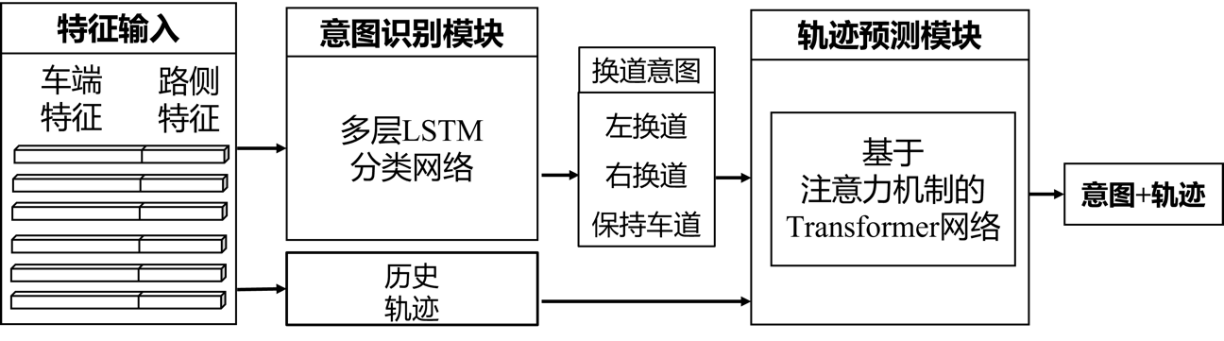 特征输入
车端
特征
路侧
特征
意图识别模块
多层LSTM
分类网络
历史
轨迹
换道意图
左换道
右换道
保持车道
轨迹预测模块
基于
注意力机制的
Transformer网络
意图+轨迹